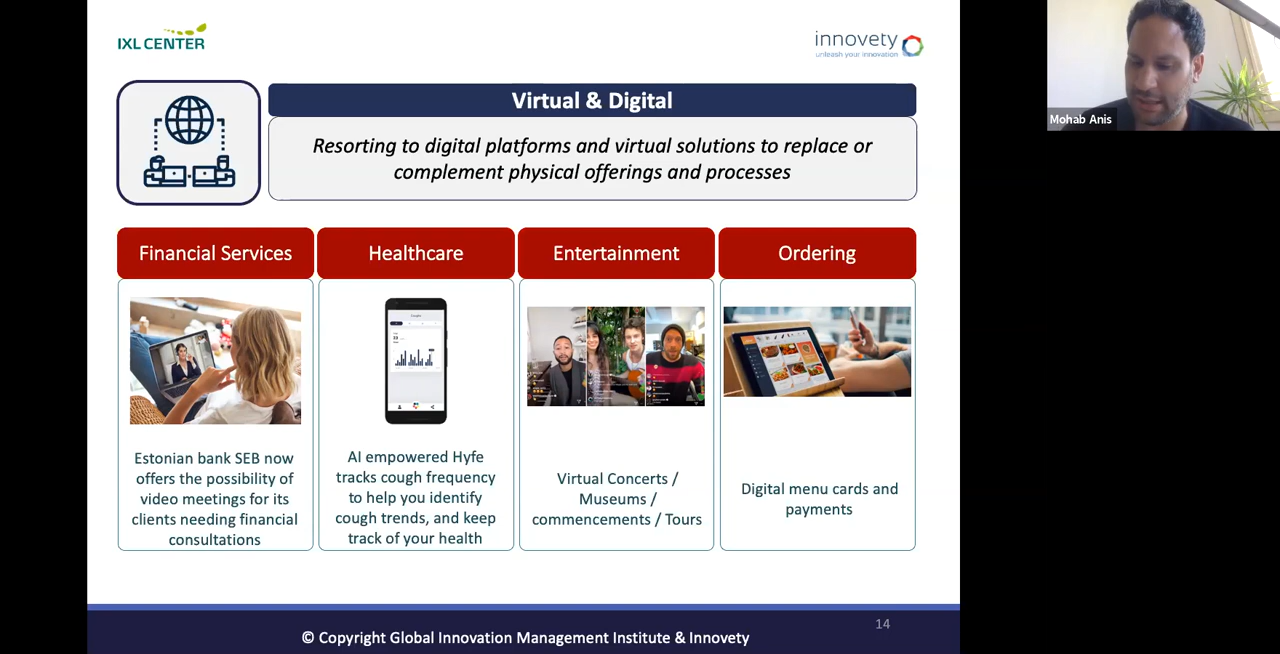 IXL CENTER
innovety
unleash your innovation
Mohab Anis
Virtual & Digital
Resorting to digital platforms and virtual solutions to replace or
complement physical offerings and processes
Financial Services
Healthcare
Entertainment
Ordering
Estonian bank SEB now
offers the possibility of
video meetings for its
clients needing financial
consultations
AI empowered Hyfe
tracks cough frequency
to help you identify
cough trends, and keep
track of your health
Virtual Concerts /
Museums /
commencements / Tours
Digital menu cards and
payments
14
© Copyright Global Innovation Management Institute & Innovety